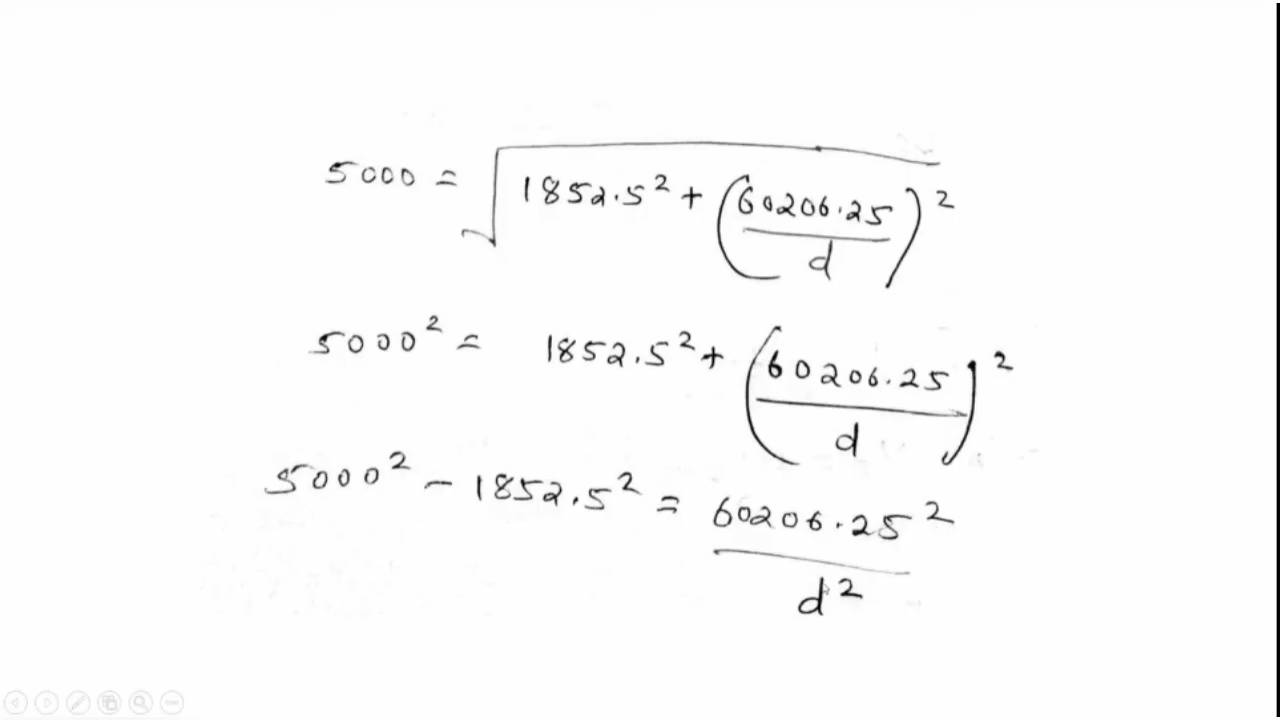 5000 = √(1852.5² + (60206.25/d)²)
5000² = 1852.5² + (60206.25/d)²
5000² - 1852.5² = 60206.25²/d²